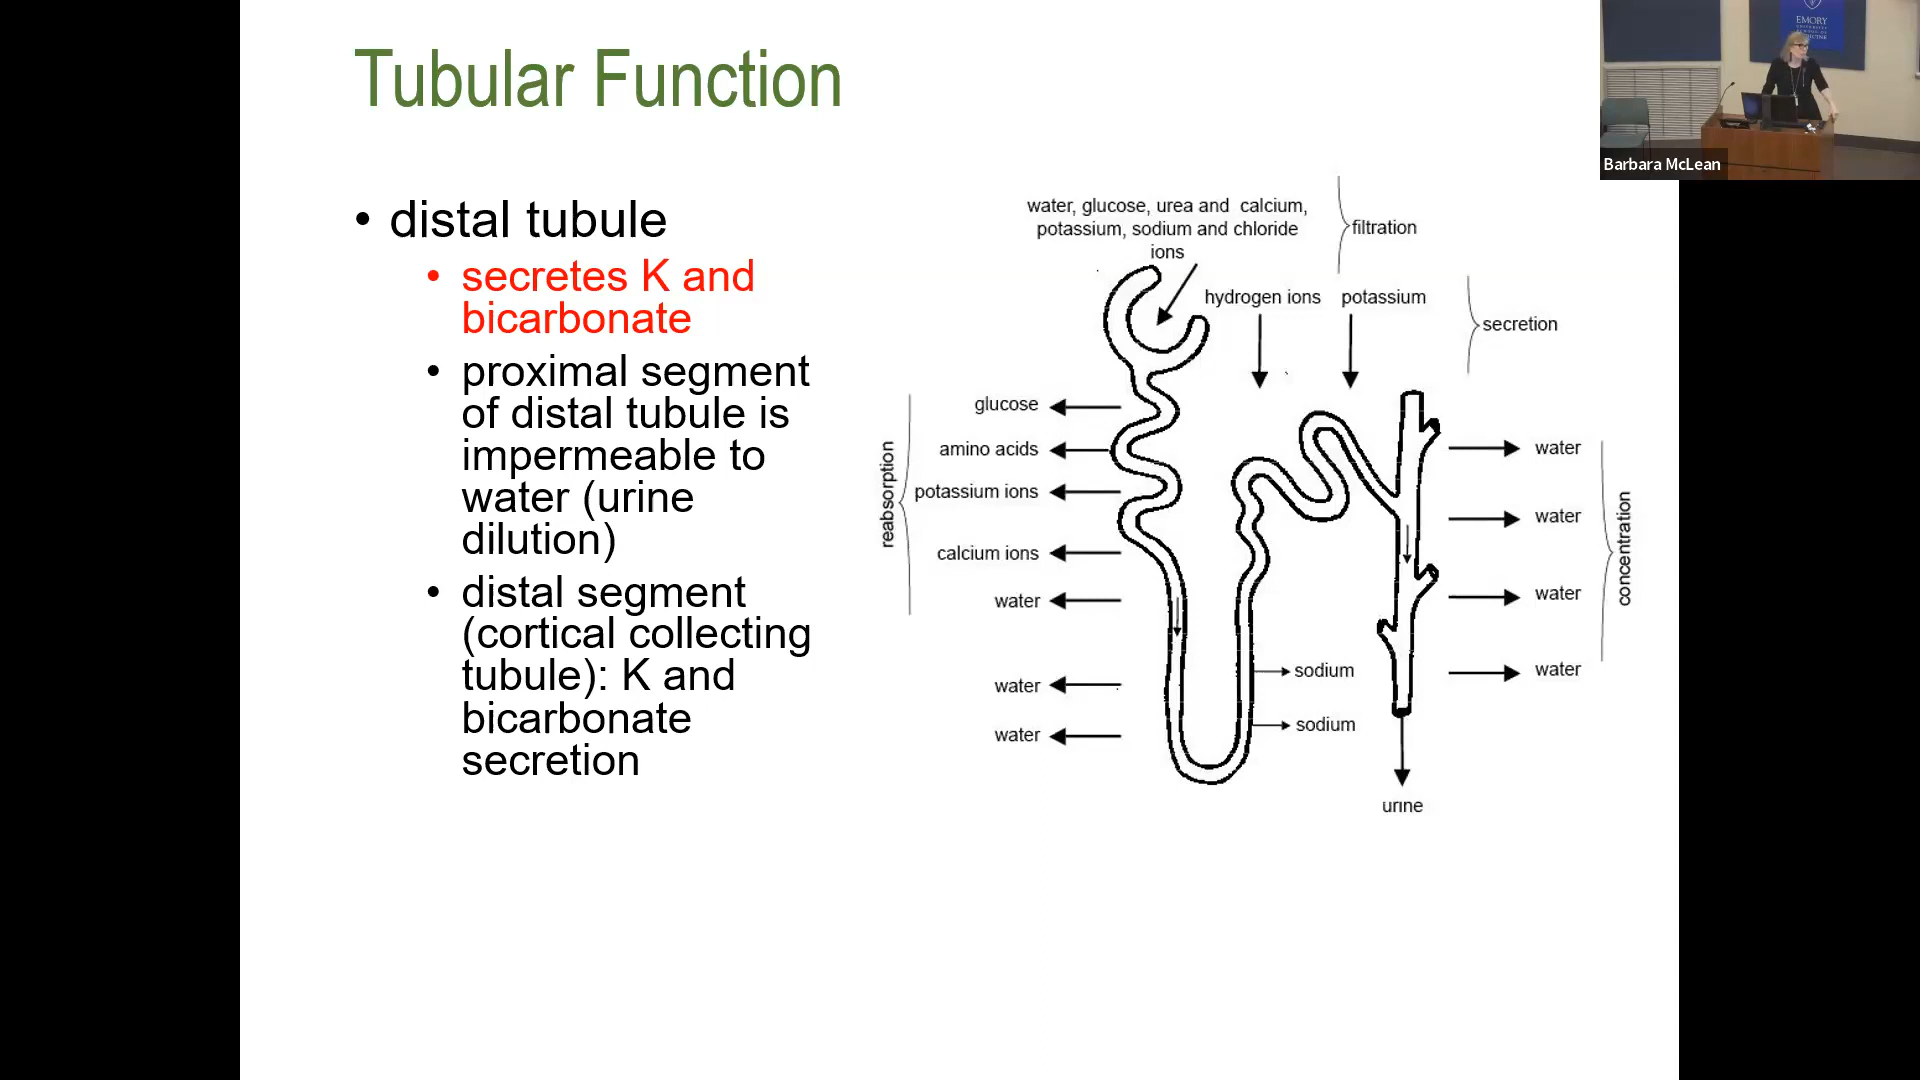 Tubular Function
• distal tubule
• secretes K and
bicarbonate
• proximal segment
of distal tubule is
impermeable to
water (urine
dilution)
• distal segment
(cortical collecting
tubule): K and
bicarbonate
secretion
water, glucose, urea and calcium,
potassium, sodium and chloride
ions
filtration
hydrogen ions
potassium
secretion
reabsorption
glucose
amino acids
potassium ions
calcium ions
water
water
water
sodium
sodium
water
water
water
water
concentration
urine
EMORY
Barbara McLean